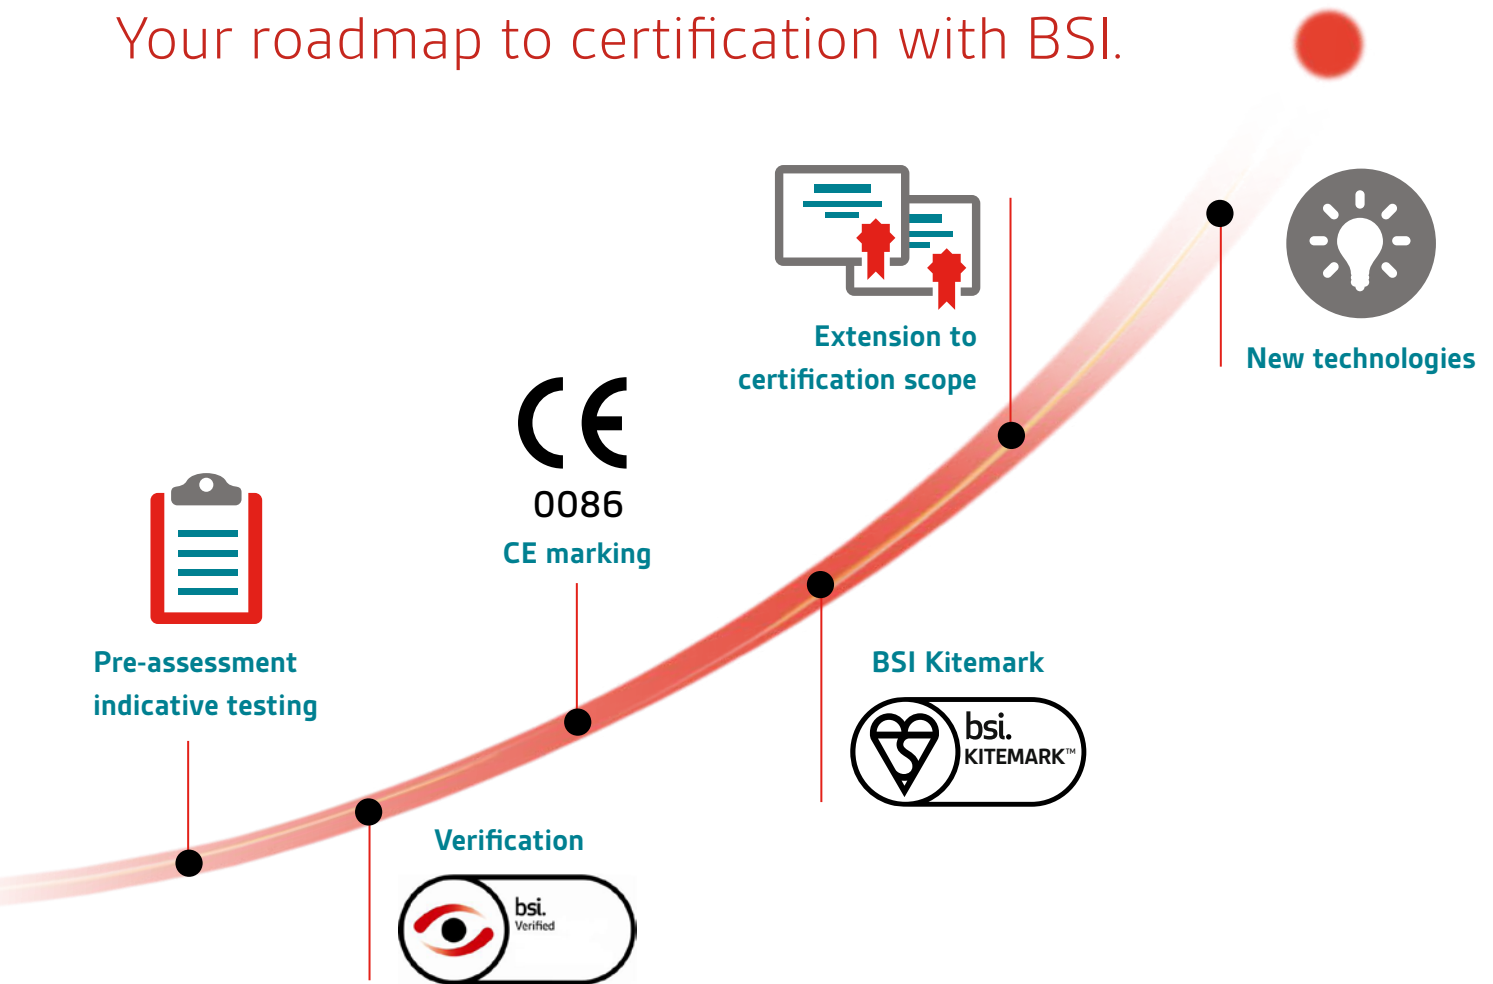 Your roadmap to certification with BSI.
Extension to
certification scope
New technologies
CE
0086
CE marking
Pre-assessment
indicative testing
BSI Kitemark
bsi.
KITEMARK™
Verification
bsi.
Verified